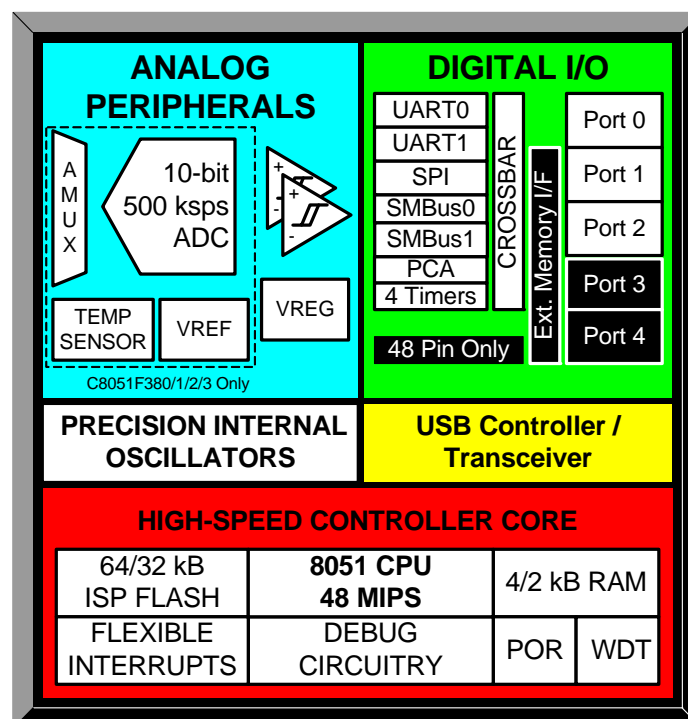 ANALOG
PERIPHERALS
A
M
U
X
10-bit
500 ksps
ADC
+
-
+
-
TEMP
SENSOR
VREF
VREG
C8051F380/1/2/3 Only
DIGITAL I/O
UART0
UART1
SPI
SMBus0
SMBus1
PCA
4 Timers
CROSSBAR
Ext. Memory I/F
Port 0
Port 1
Port 2
Port 3
Port 4
48 Pin Only
PRECISION INTERNAL
OSCILLATORS
USB Controller /
Transceiver
HIGH-SPEED CONTROLLER CORE
64/32 kB
ISP FLASH
8051 CPU
48 MIPS
4/2 kB RAM
FLEXIBLE
INTERRUPTS
DEBUG
CIRCUITRY
POR
WDT